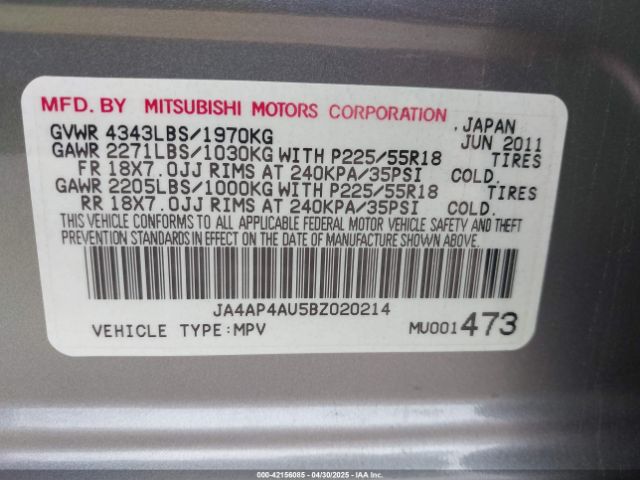 MFD. BY MITSUBISHI MOTORS CORPORATION, JAPAN
GVWR 4343LBS/1970KG JUN 2011
GAWR 2271LBS/1030KG WITH P225/55R18 TIRES
FR 18X7.0JJ RIMS AT 240KPA/35PSI COLD.
GAWR 2205LBS/1000KG WITH P225/55R18 TIRES
RR 18X7.0JJ RIMS AT 240KPA/35PSI COLD.
THIS VEHICLE CONFORMS TO ALL APPLICABLE FEDERAL MOTOR VEHICLE SAFETY AND THEFT
PREVENTION STANDARDS IN EFFECT ON THE DATE OF MANUFACTURE SHOWN ABOVE.
JA4AP4AU5BZ020214
VEHICLE TYPE:MPV MU001473
000-42156085 - 04/30/2025 - IAAI.COM